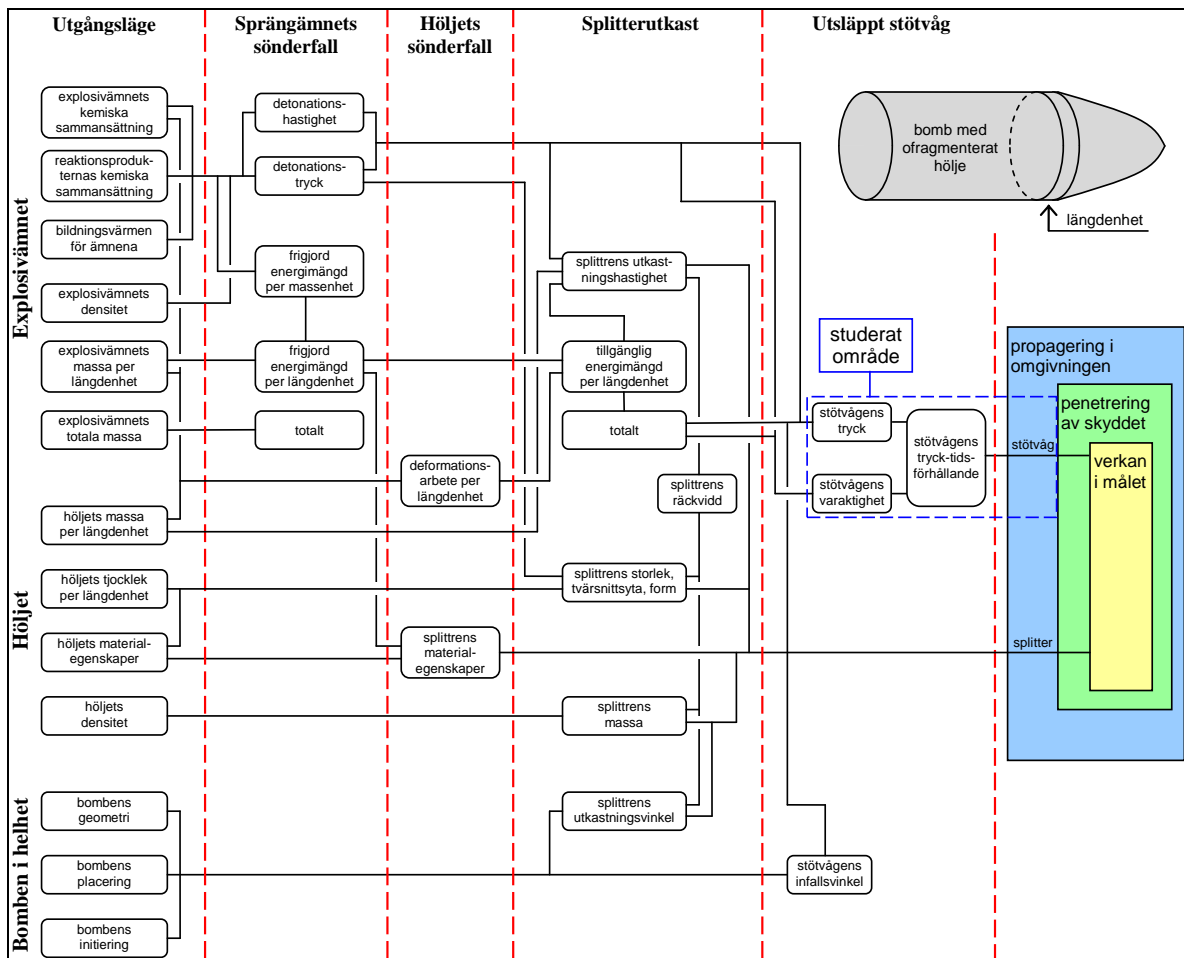 Utgångsläge
Sprängämnets
sönderfall
Höljets
sönderfall
Splitterutkast
Utsläppt stötvåg
Explosivämnet
explosivämnets
kemiska
sammansättning
reaktionsproduk-
ternas kemiska
sammansättning
bildningsvärmen
för ämnena
explosivämnets
densitet
explosivämnets
massa per
längdenhet
explosivämnets
totala massa
detonations-
hastighet
detonations-
tryck
frigjord
energimängd
per massenhet
frigjord
energimängd
per längdenhet
totalt
deformations-
arbete per
längdenhet
splittrens utkast-
ningshastighet
tillgänglig
energimängd
per längdenhet
totalt
splittrens
räckvidd
bomb med
ofragmenterat
hölje
längdenhet
studerat
område
stötvågens
tryck
stötvågens
varaktighet
stötvågens
tryck-tids-
förhållande
propagering i
omgivningen
penetrering
av skyddet
stötvåg
verkan
i målet
Höljet
höljets massa
per längdenhet
höljets tjocklek
per längdenhet
höljets material-
egenskaper
höljets
densitet
splittrens
material-
egenskaper
splittrens storlek,
tvärsnittsyta, form
splittrens
massa
splitter
Bomben i helhet
bombens
geometri
bombens
placering
bombens
initiering
splittrens
utkastningsvinkel
stötvågens
infallsvinkel